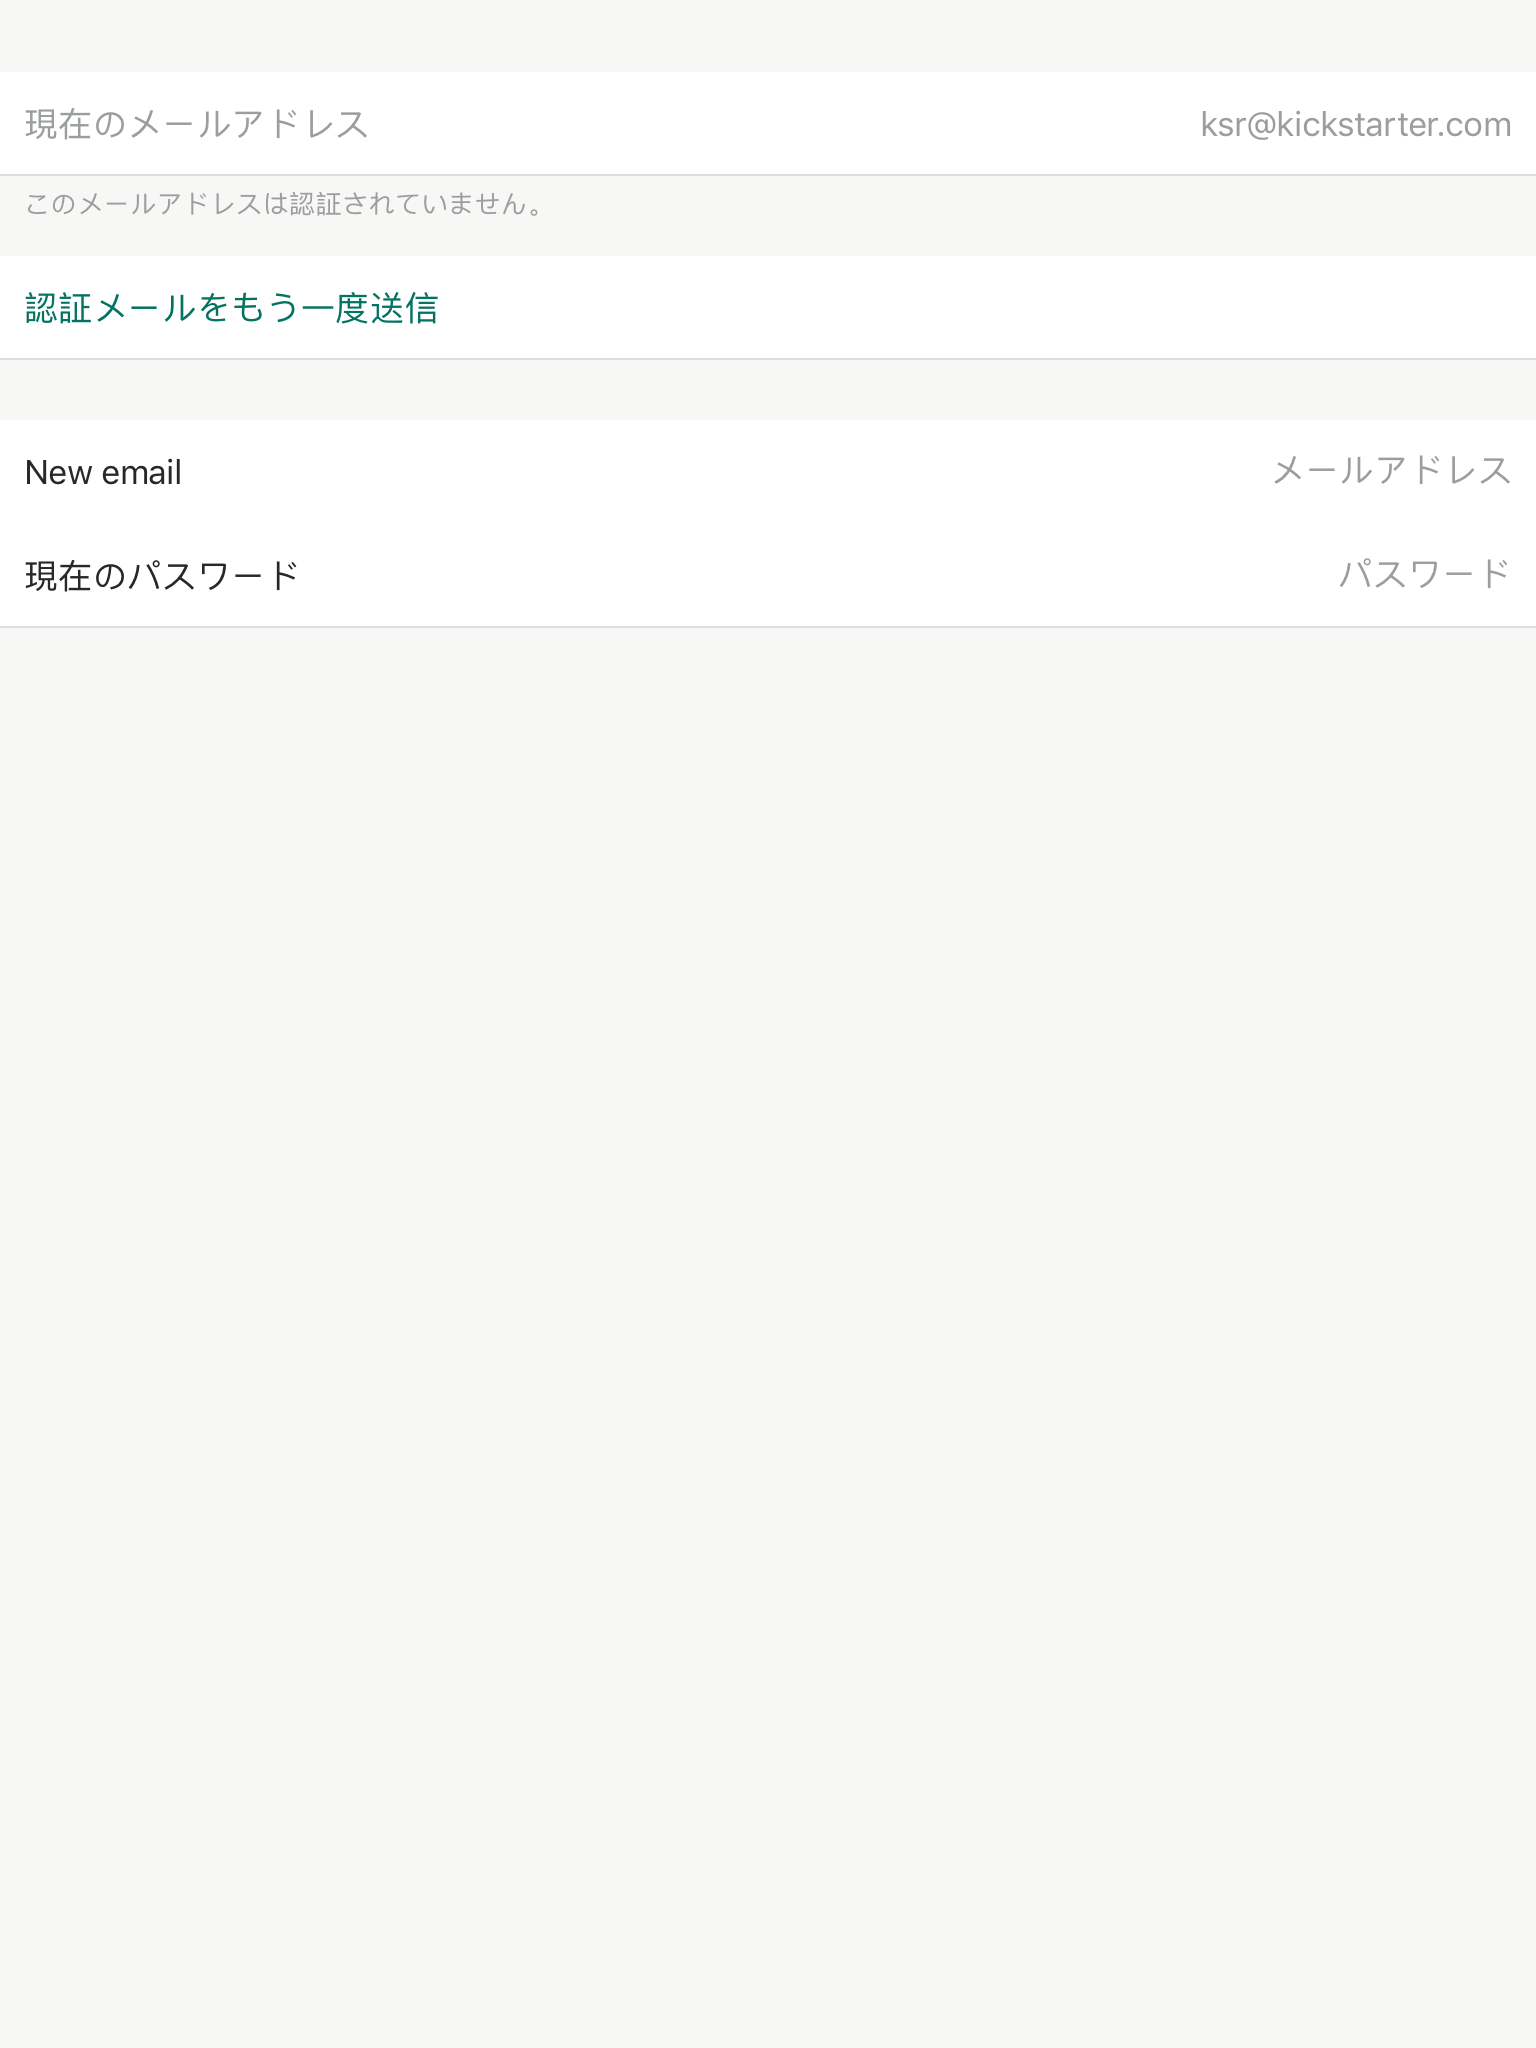 現在のメールアドレス ksr@kickstarter.com
このメールアドレスは認証されていません。
認証メールをもう一度送信
New email メールアドレス
現在のパスワード パスワード